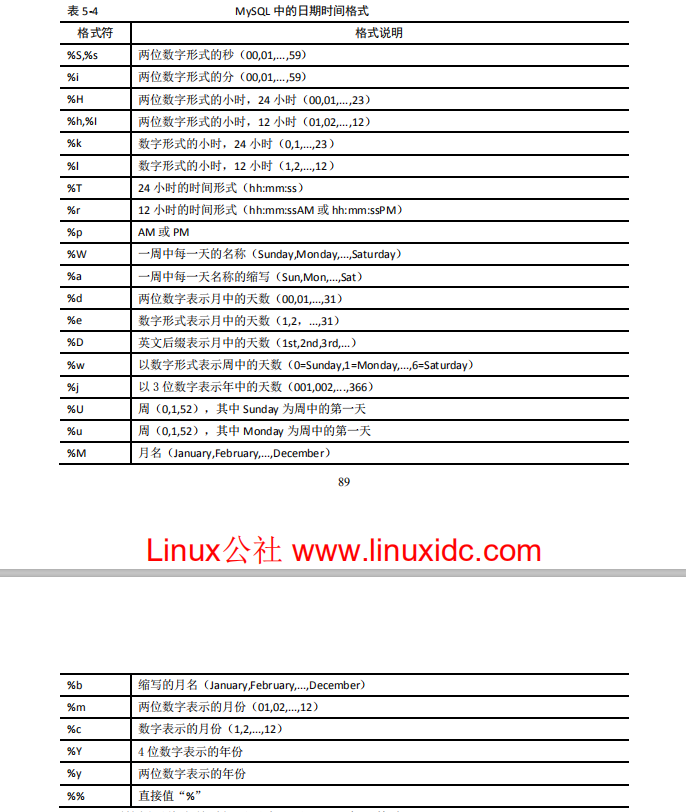 表 5-4 MySQL 中的日期时间格式
格式符 格式说明
%S,%s 两位数字形式的秒（00,01,...,59）
%i 两位数字形式的分（00,01,...,59）
%H 两位数字形式的小时，24 小时（00,01,...,23）
%h,%I 两位数字形式的小时，12 小时（01,02,...,12）
%k 数字形式的小时，24 小时（0,1,...,23）
%l 数字形式的小时，12 小时（1,2,...,12）
%T 24 小时的时间形式（hh:mm:ss）
%r 12 小时的时间形式（hh:mm:ssAM 或 hh:mm:ssPM）
%p AM 或 PM
%W 一周中每一天的名称（Sunday,Monday,...,Saturday）
%a 一周中每一天名称的缩写（Sun,Mon,...,Sat）
%d 两位数字表示月中的天数（00,01,...,31）
%e 数字形式表示月中的天数（1,2，...,31）
%D 英文后缀表示月中的天数（1st,2nd,3rd,...）
%w 以数字形式表示周中的天数（0=Sunday,1=Monday,...,6=Saturday）
%j 以 3 位数字表示年中的天数（001,002,...,366）
%U 周（0,1,52），其中 Sunday 为周中的第一天
%u 周（0,1,52），其中 Monday 为周中的第一天
%M 月名（January,February,...,December）
89
Linux公社 www.linuxidc.com
%b 缩写的月名（January,February,...,December）
%m 两位数字表示的月份（01,02,...,12）
%c 数字表示的月份（1,2,...,12）
%Y 4 位数字表示的年份
%y 两位数字表示的年份
%% 直接值“%”